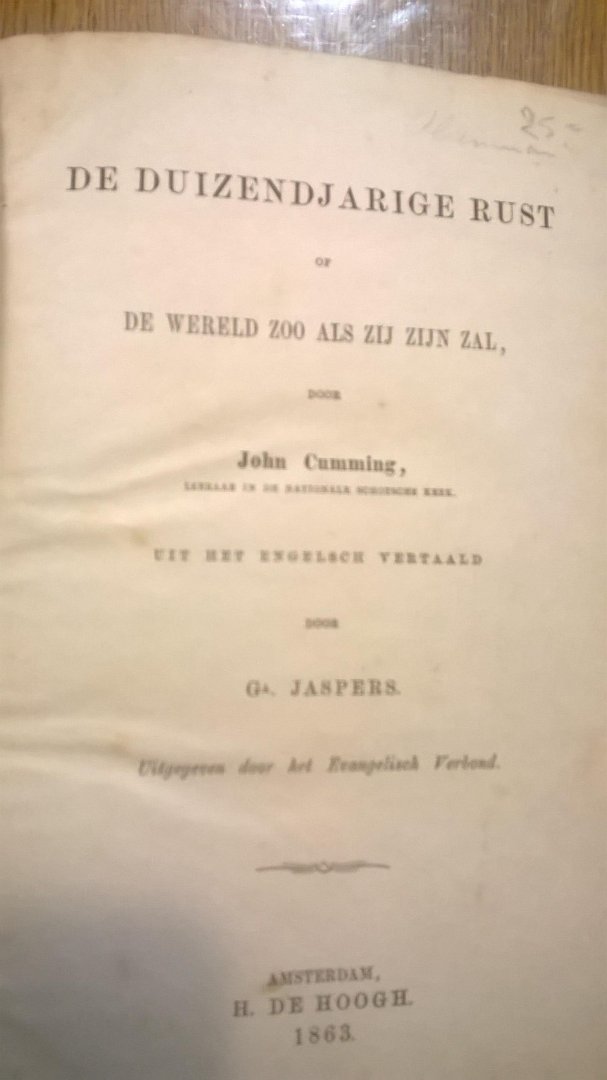 25
DE DUIZENDJARIGE RUST
OF
DE WERELD ZOO ALS ZIJ ZIJN ZAL,
DOOR
John Cumming,
LEERAAR IN DE NATIONALE SCHOTSCHE KERK.
UIT HET ENGELSCH VERTAALD
DOOR
Gs. JASPERS.
Uitgegeven door het Evangelisch Verbond.
AMSTERDAM,
H. DE HOOGH.
1863.